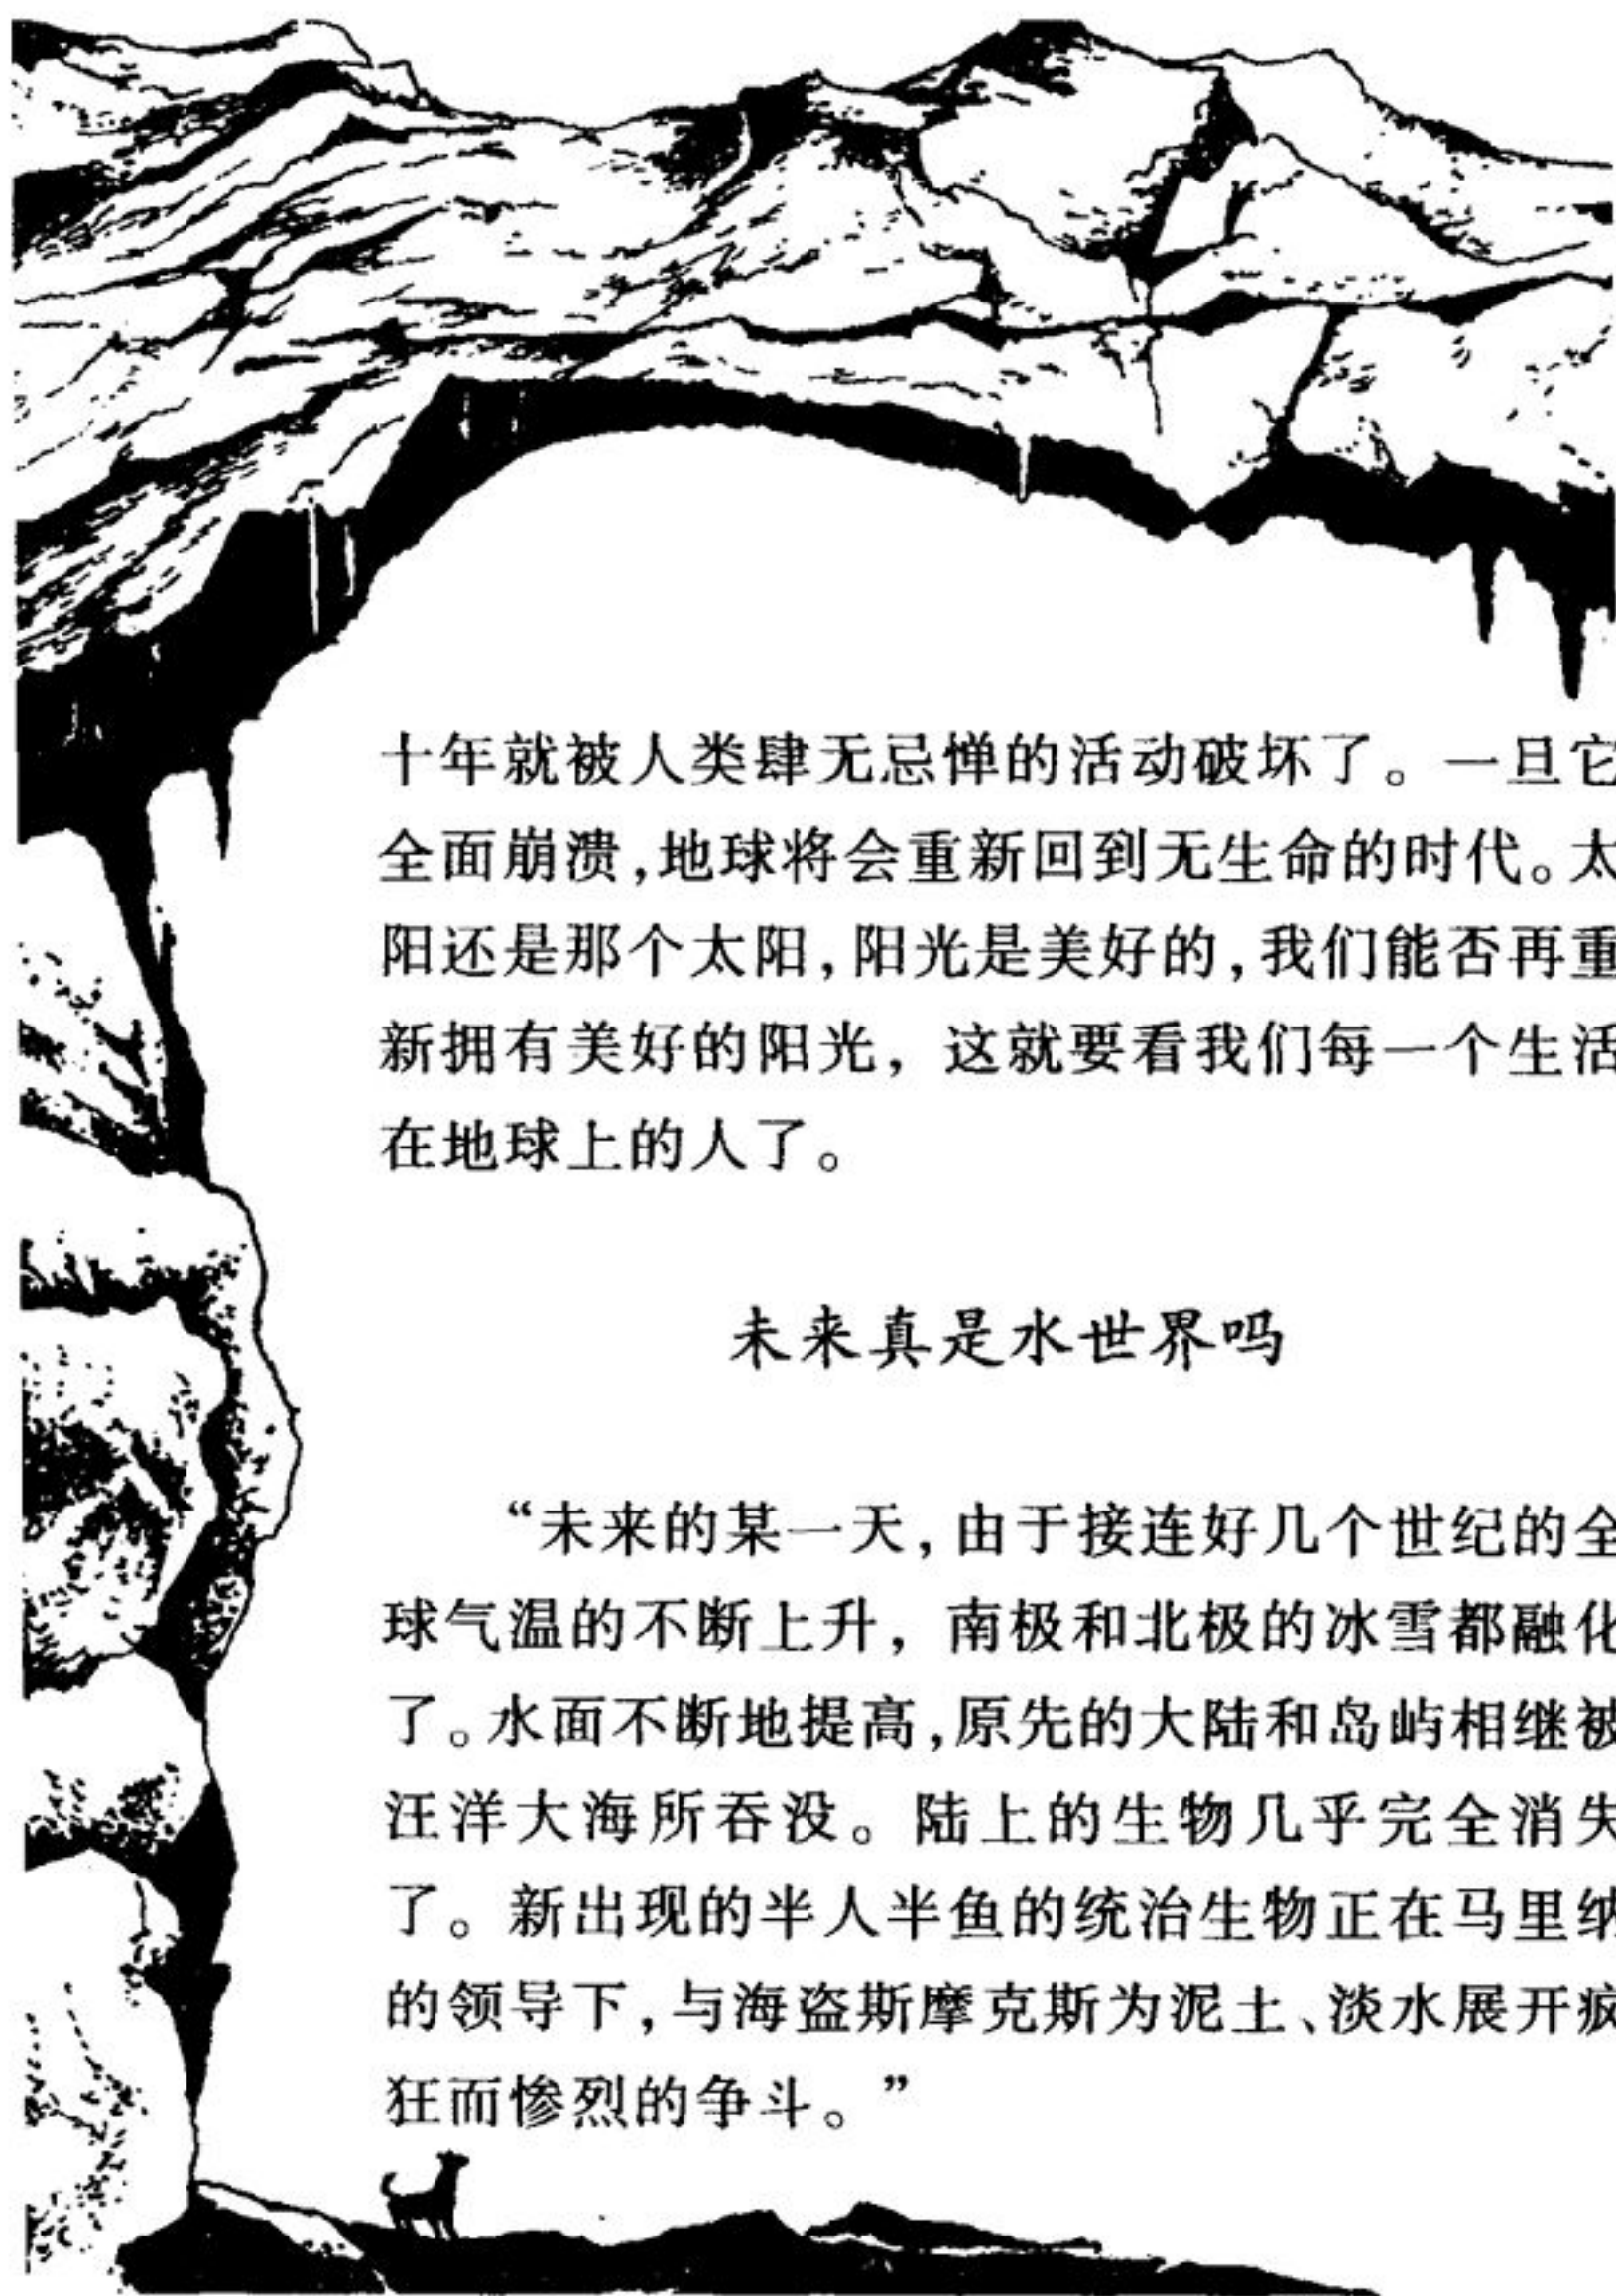 十年就被人类肆无忌惮的活动破坏了。一旦它
全面崩溃,地球将会重新回到无生命的时代。太
阳还是那个太阳,阳光是美好的,我们能否再重
新拥有美好的阳光,这就要看我们每一个生活
在地球上的人了。
未来真是水世界吗
“未来的某一天,由于接连好几个世纪的全
球气温的不断上升,南极和北极的冰雪都融化
了。水面不断地提高,原先的大陆和岛屿相继被
汪洋大海所吞没。陆上的生物几乎完全消失
了。新出现的半人半鱼的统治生物正在马里纳
的领导下,与海盗斯摩克斯为泥土、淡水展开疯
狂而惨烈的争斗。”